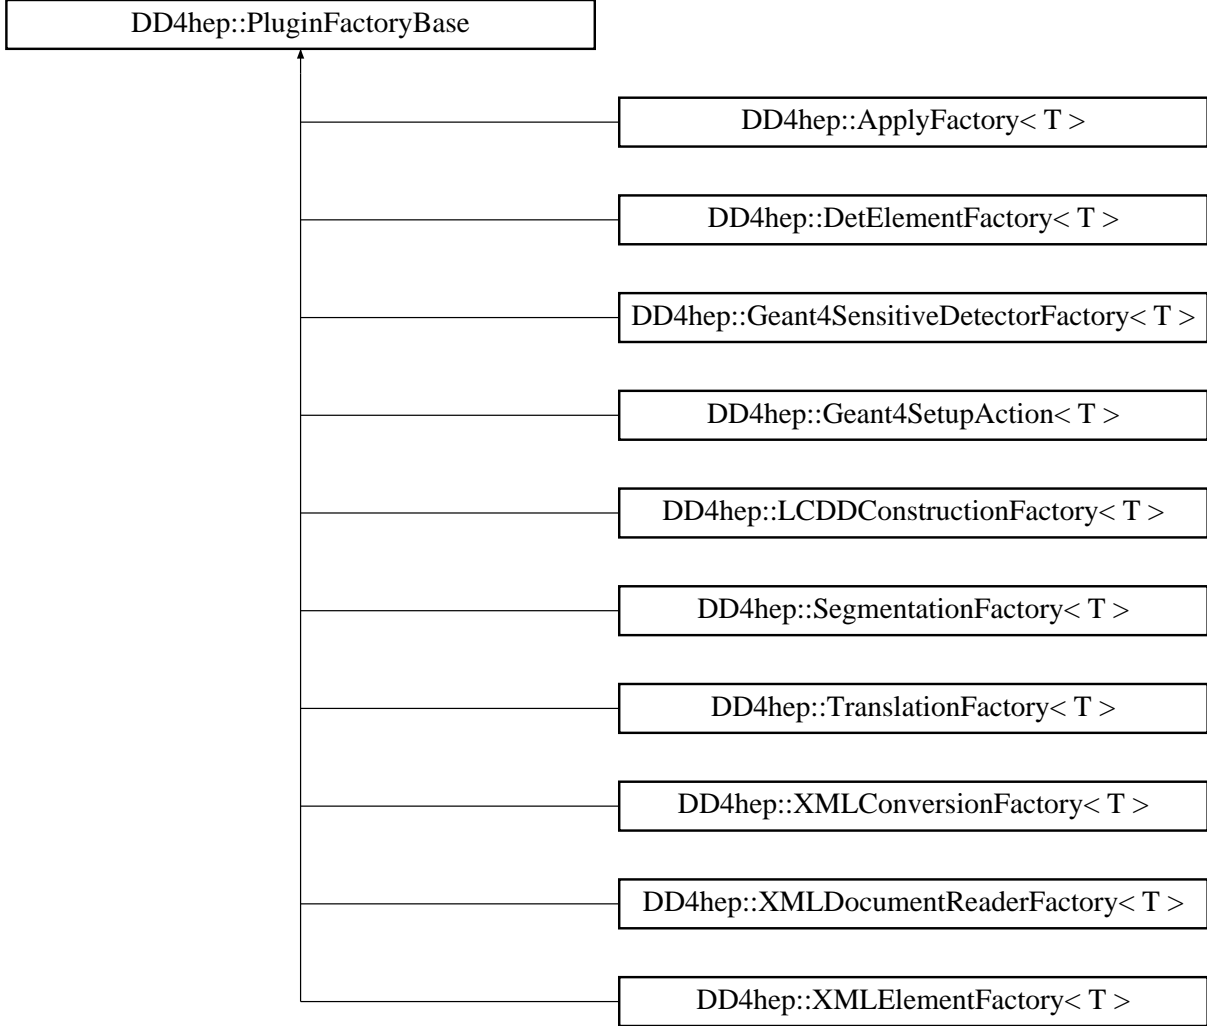 DD4hep::PluginFactoryBase
DD4hep::ApplyFactory< T >
DD4hep::DetElementFactory< T >
DD4hep::Geant4SensitiveDetectorFactory< T >
DD4hep::Geant4SetupAction< T >
DD4hep::LCDDConstructionFactory< T >
DD4hep::SegmentationFactory< T >
DD4hep::TranslationFactory< T >
DD4hep::XMLConversionFactory< T >
DD4hep::XMLDocumentReaderFactory< T >
DD4hep::XMLElementFactory< T >